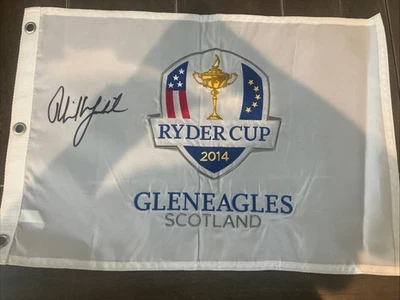 RYDER CUP
2014
GLENEAGLES
SCOTLAND